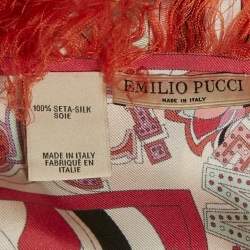 EMILIO PUCCI
MADE IN ITALY
100% SETA-SILK
SOIE
MADE IN ITALY
FABRIQUÉ EN
ITALIE